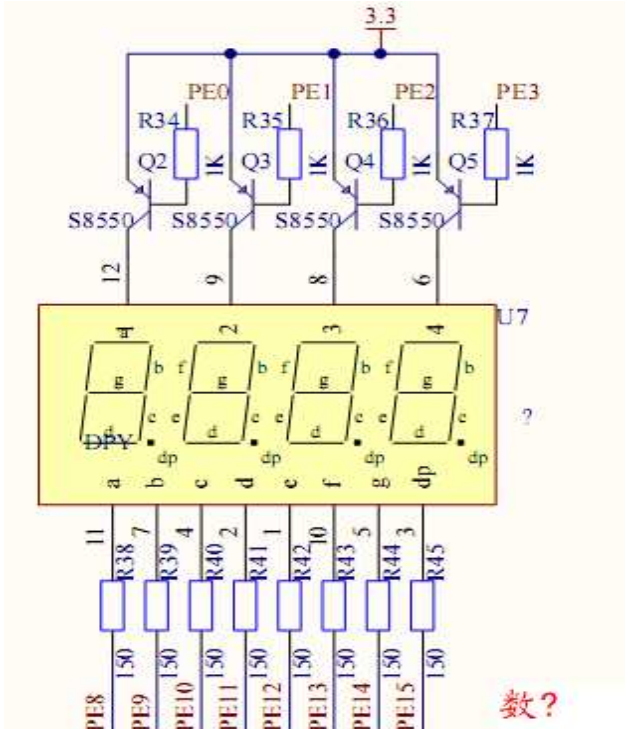 3.3
PE0 PE1 PE2 PE3
R34 R35 R36 R37
Q2 1K Q3 1K Q4 1K Q5 1K
S8550 S8550 S8550 S8550
12 9 8 6
U7
1 2 3 4
b f b f b f b
g g g g
?
d c e d c e d c e d c
DPY
dp dp dp dp
a b c d e f g dp
11 7 4 2 1 10 5 3
R38 R39 R40 R41 R42 R43 R44 R45
150 150 150 150 150 150 150 150
PE8 PE9 PE10 PE11 PE12 PE13 PE14 PE15
数?